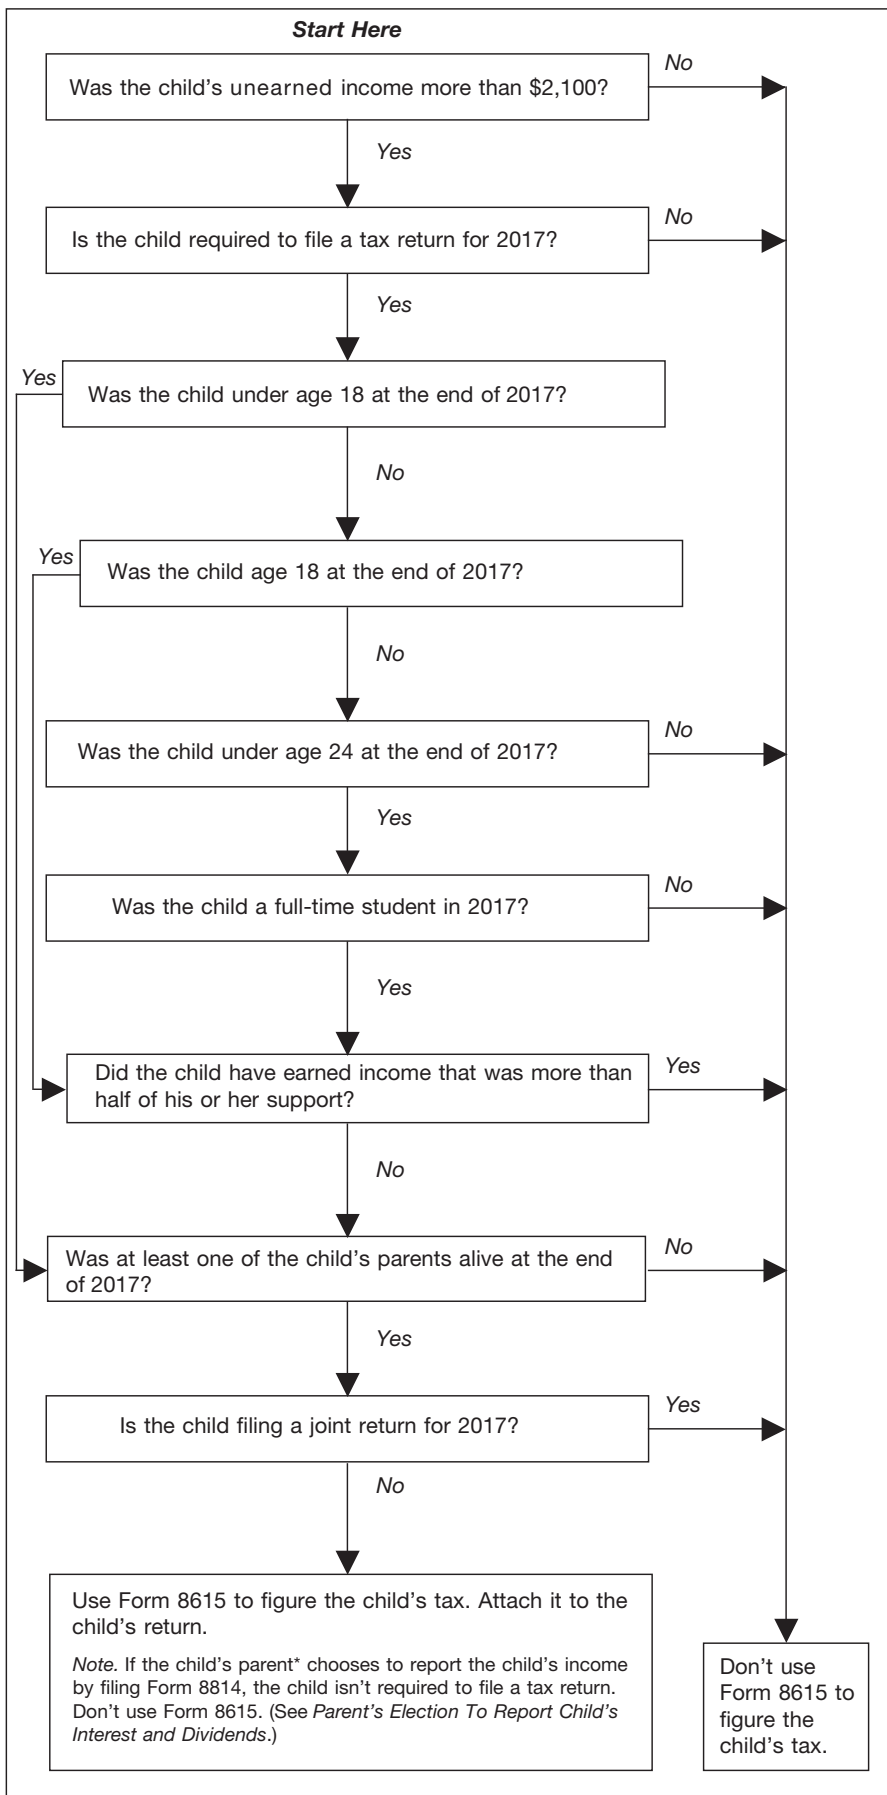 Start Here
Was the child's unearned income more than $2,100?
No
Yes
Is the child required to file a tax return for 2017?
No
Yes
Yes
Was the child under age 18 at the end of 2017?
No
Yes
Was the child age 18 at the end of 2017?
No
Was the child under age 24 at the end of 2017?
No
Yes
Was the child a full-time student in 2017?
No
Yes
Did the child have earned income that was more than
half of his or her support?
Yes
No
Was at least one of the child's parents alive at the end
of 2017?
No
Yes
Is the child filing a joint return for 2017?
Yes
No
Use Form 8615 to figure the child's tax. Attach it to the
child's return.
Note. If the child's parent* chooses to report the child's income
by filing Form 8814, the child isn't required to file a tax return.
Don't use Form 8615. (See Parent's Election To Report Child's
Interest and Dividends.)
Don't use
Form 8615 to
figure the
child's tax.